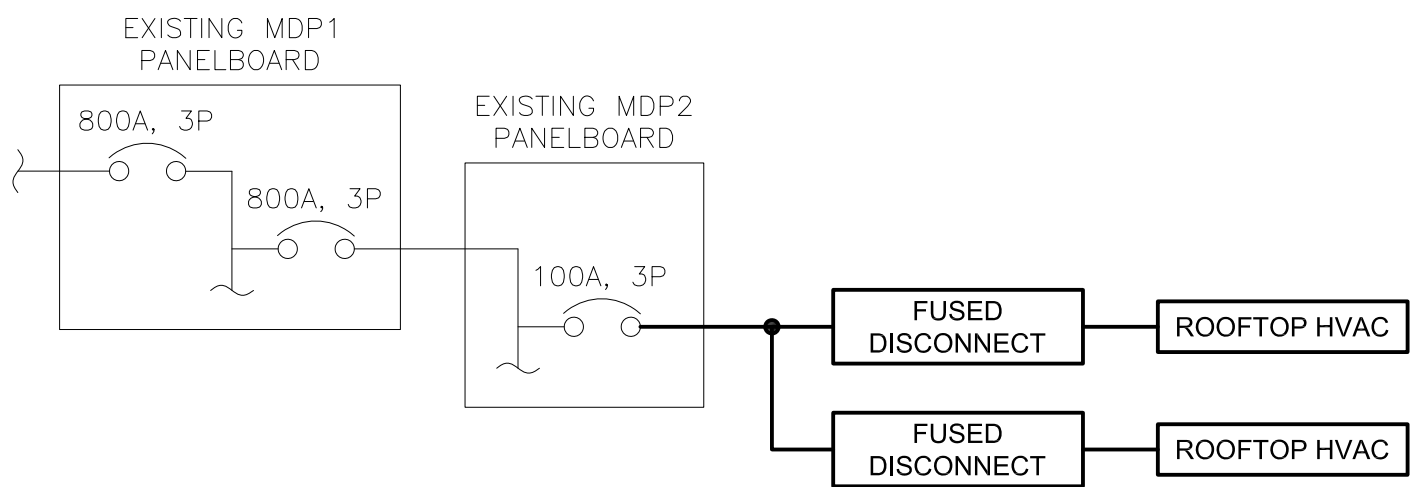 EXISTING MDP1
PANELBOARD
800A, 3P
800A, 3P
EXISTING MDP2
PANELBOARD
100A, 3P
FUSED
DISCONNECT
ROOFTOP HVAC
FUSED
DISCONNECT
ROOFTOP HVAC